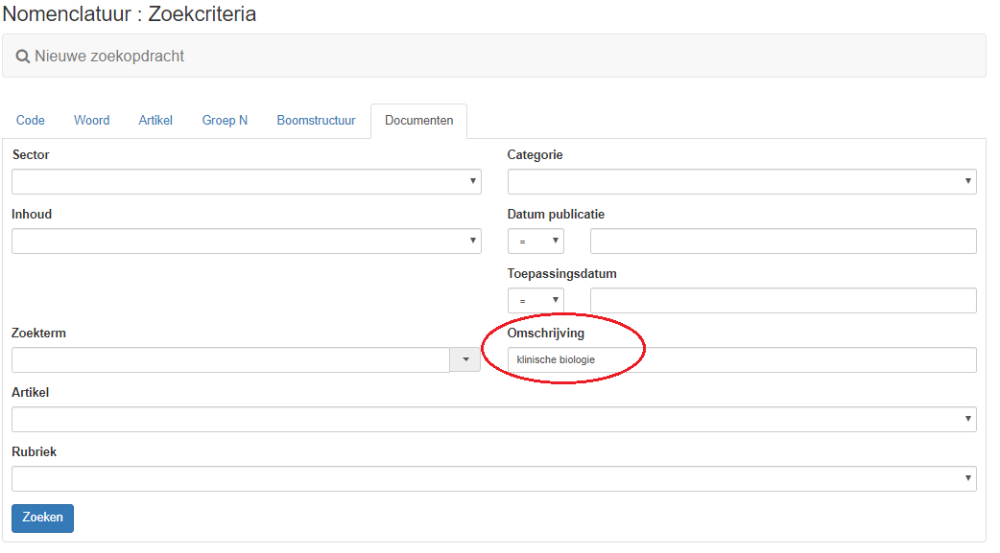 Nomenclatuur : Zoekcriteria
Nieuwe zoekopdracht
Code Woord Artikel Groep N Boomstructuur Documenten
Sector Categorie
Inhoud Datum publicatie
=
Toepassingsdatum
=
Zoekterm Omschrijving
klinische biologie
Artikel
Rubriek
Zoeken